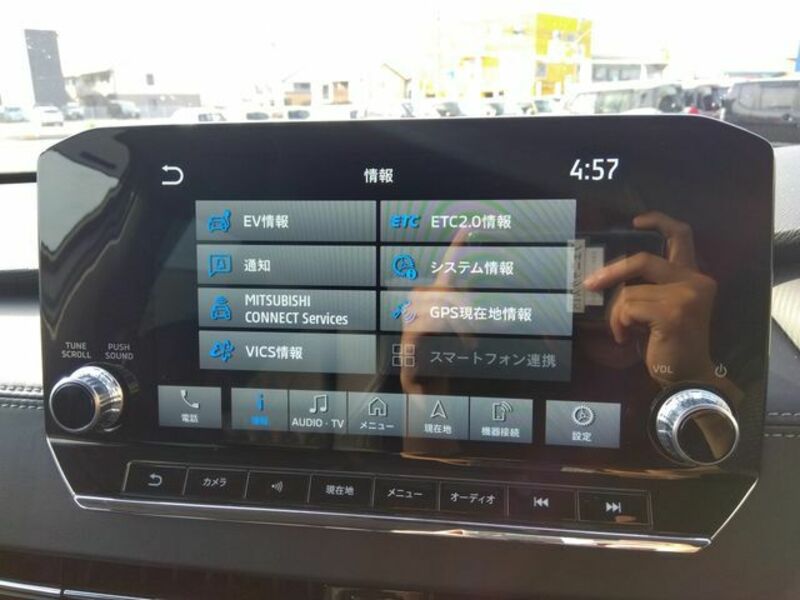 情報
4:57
EV情報
ETC ETC2.0情報
通知
システム情報
MITSUBISHI
CONNECT Services
GPS現在地情報
VICS情報
スマートフォン連携
TUNE
SCROLL
PUSH
SOUND
VOL
電話
情報
AUDIO・TV
メニュー
現在地
機器接続
設定
カメラ
現在地
メニュー
オーディオ